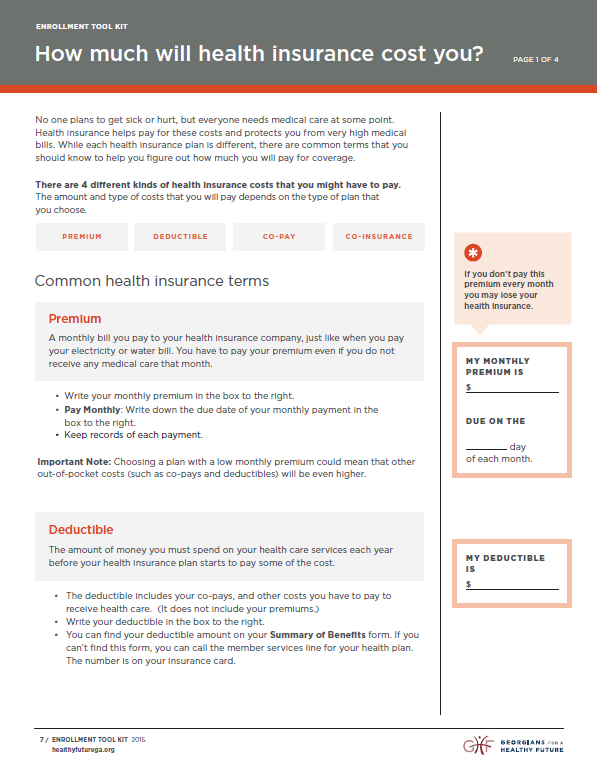 ENROLLMENT TOOL KIT
How much will health insurance cost you?
PAGE 1 OF 4
No one plans to get sick or hurt, but everyone needs medical care at some point.
Health insurance helps pay for these costs and protects you from very high medical
bills. While each health insurance plan is different, there are common terms that you
should know to help you figure out how much you will pay for coverage.
There are 4 different kinds of health insurance costs that you might have to pay.
The amount and type of costs that you will pay depends on the type of plan that
you choose.
PREMIUM DEDUCTIBLE CO-PAY CO-INSURANCE
Common health insurance terms
Premium
A monthly bill you pay to your health insurance company, just like when you pay
your electricity or water bill. You have to pay your premium even if you do not
receive any medical care that month.
• Write your monthly premium in the box to the right.
• Pay Monthly: Write down the due date of your monthly payment in the
box to the right.
• Keep records of each payment.
Important Note: Choosing a plan with a low monthly premium could mean that other
out-of-pocket costs (such as co-pays and deductibles) will be even higher.
Deductible
The amount of money you must spend on your health care services each year
before your health insurance plan starts to pay some of the cost.
• The deductible includes your co-pays, and other costs you have to pay to
receive health care. (It does not include your premiums.)
• Write your deductible in the box to the right.
• You can find your deductible amount on your Summary of Benefits form. If you
can't find this form, you can call the member services line for your health plan.
The number is on your insurance card.
*
If you don't pay this
premium every month
you may lose your
health insurance.
MY MONTHLY
PREMIUM IS
$
DUE ON THE
day
of each month.
MY DEDUCTIBLE
IS
$
7 / ENROLLMENT TOOL KIT 2015
healthyfuturega.org
GHF
GEORGIANS FOR A
HEALTHY FUTURE